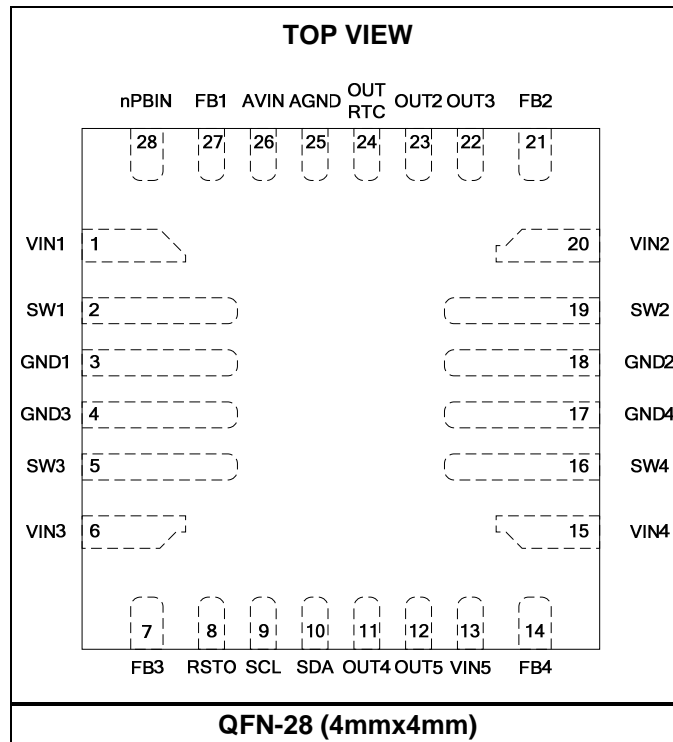 TOP VIEW
nPBIN FB1 AVIN AGND OUT RTC OUT2 OUT3 FB2
28 27 26 25 24 23 22 21
VIN1 1 20 VIN2
SW1 2 19 SW2
GND1 3 18 GND2
GND3 4 17 GND4
SW3 5 16 SW4
VIN3 6 15 VIN4
7 8 9 10 11 12 13 14
FB3 RSTO SCL SDA OUT4 OUT5 VIN5 FB4
QFN-28 (4mmx4mm)